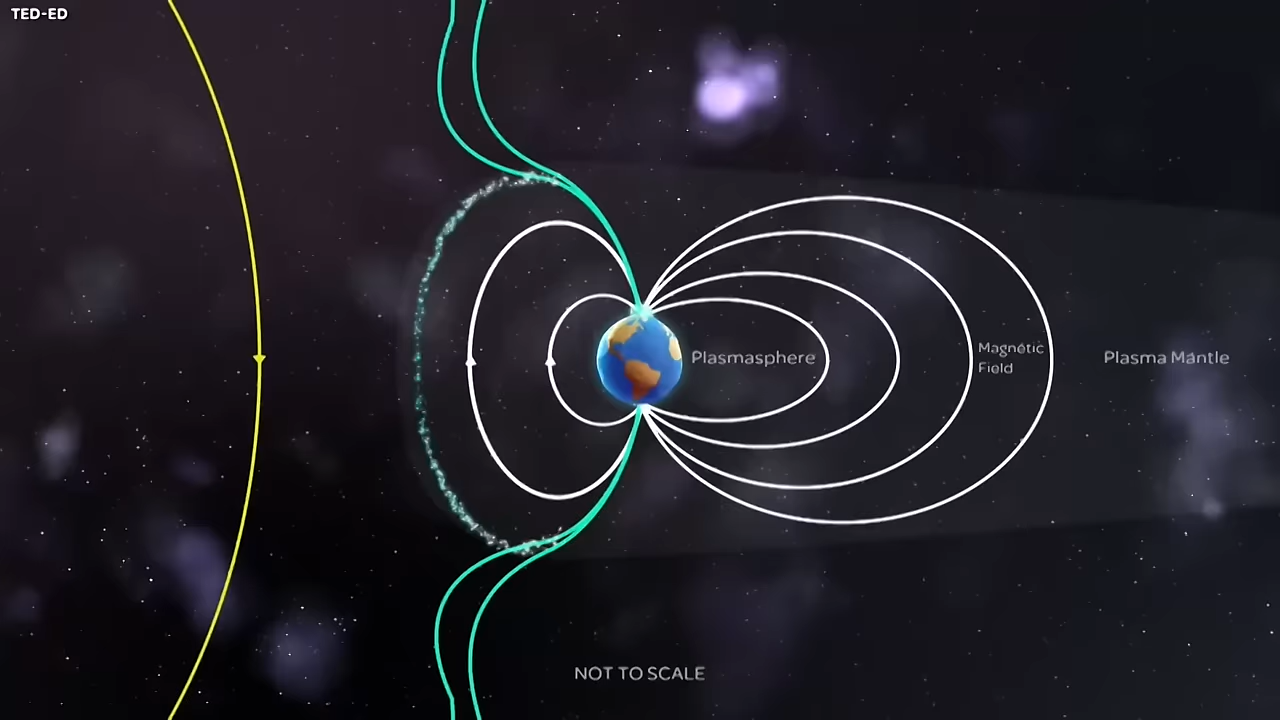 TED-ED
Plasmasphere
Magnetic
Field
Plasma Mantle
NOT TO SCALE